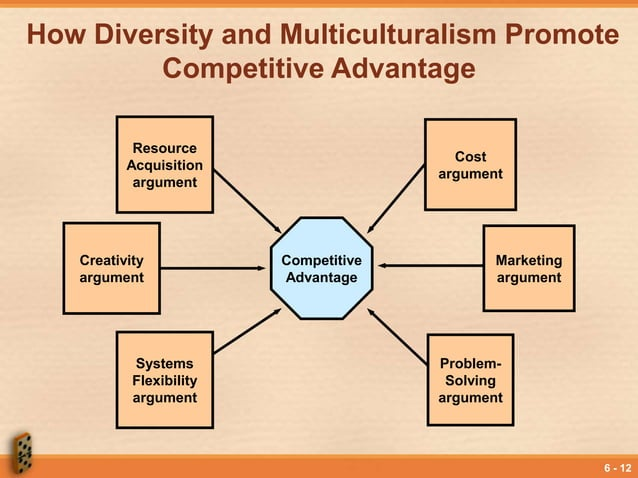 How Diversity and Multiculturalism Promote
Competitive Advantage
Resource
Acquisition
argument
Cost
argument
Creativity
argument
Competitive
Advantage
Marketing
argument
Systems
Flexibility
argument
Problem-
Solving
argument
6 - 12